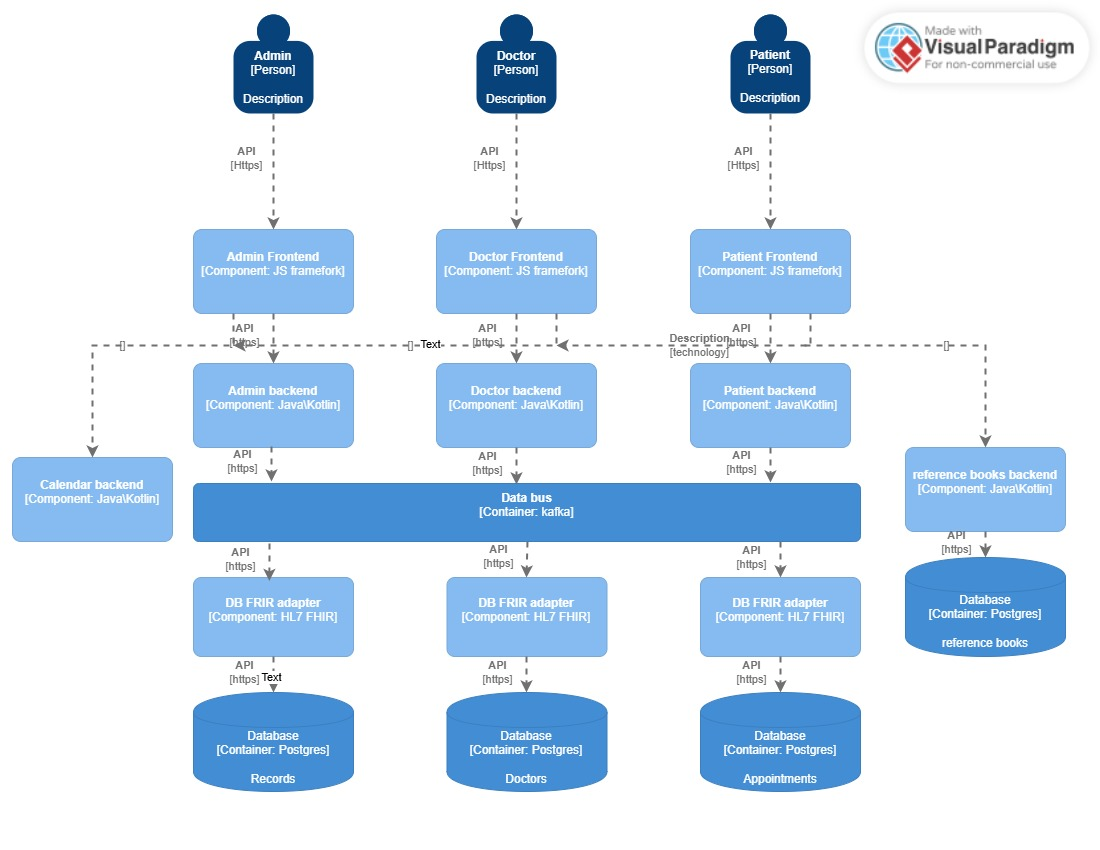 Made with
Visual Paradigm
For non-commercial use
Admin
[Person]
Description
Doctor
[Person]
Description
Patient
[Person]
Description
API
[Https]
API
[Https]
API
[Https]
Admin Frontend
[Component: JS framefork]
Doctor Frontend
[Component: JS framefork]
Patient Frontend
[Component: JS framefork]
API
[https]
API
[https]
API
[https]
[]
[]
Text
Description
[technology]
[]
Admin backend
[Component: Java\Kotlin]
Doctor backend
[Component: Java\Kotlin]
Patient backend
[Component: Java\Kotlin]
API
[https]
API
[https]
API
[https]
Calendar backend
[Component: Java\Kotlin]
Data bus
[Container: kafka]
reference books backend
[Component: Java\Kotlin]
API
[https]
API
[https]
API
[https]
API
[https]
DB FRIR adapter
[Component: HL7 FHIR]
DB FRIR adapter
[Component: HL7 FHIR]
DB FRIR adapter
[Component: HL7 FHIR]
Database
[Container: Postgres]
reference books
API
[https]
Text
API
[https]
API
[https]
Database
[Container: Postgres]
Records
Database
[Container: Postgres]
Doctors
Database
[Container: Postgres]
Appointments